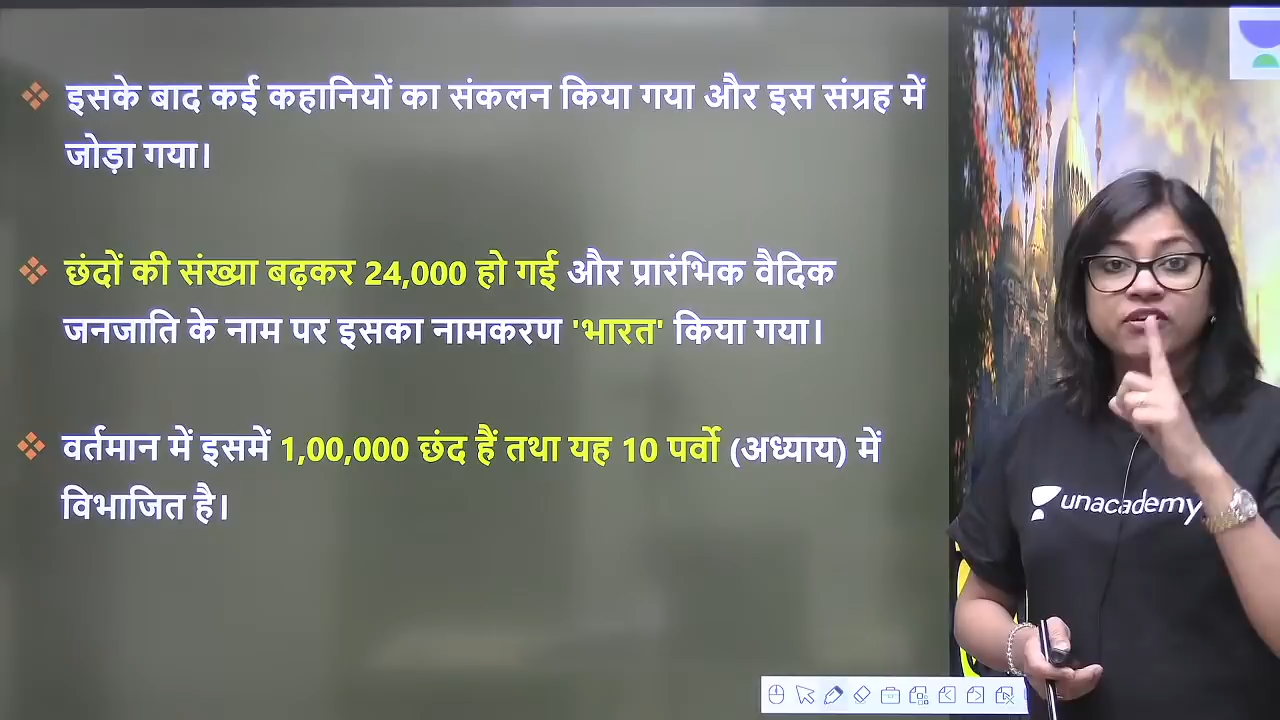 इसके बाद कई कहानियों का संकलन किया गया और इस संग्रह में
जोड़ा गया।
छंदों की संख्या बढ़कर 24,000 हो गई और प्रारंभिक वैदिक
जनजाति के नाम पर इसका नामकरण 'भारत' किया गया।
वर्तमान में इसमें 1,00,000 छंद हैं तथा यह 10 पर्वो (अध्याय) में
विभाजित है।
unacademy